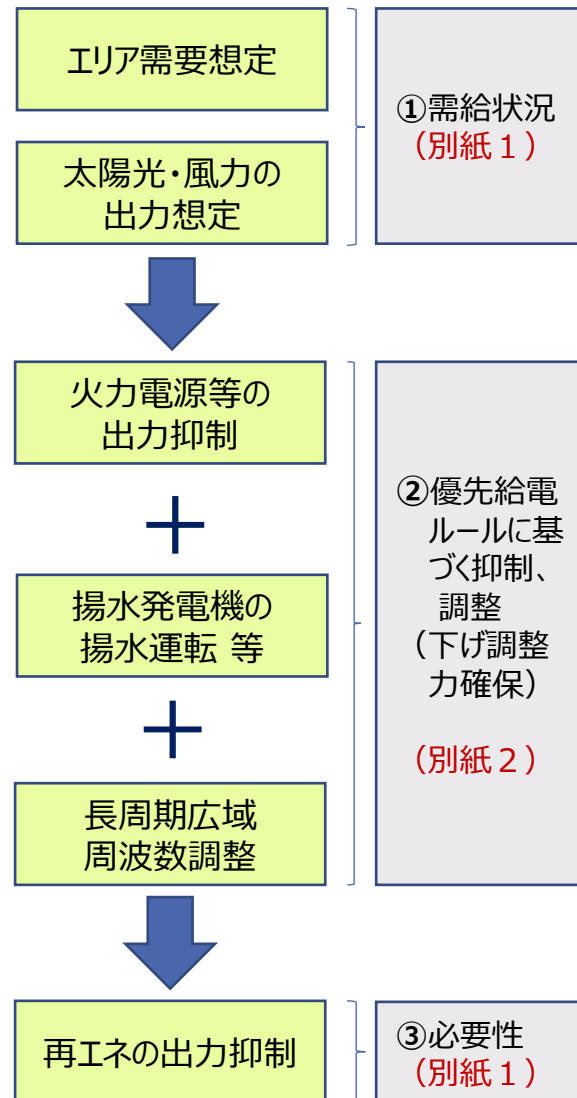 エリア需要想定
太陽光・風力の
出力想定
①需給状況
（別紙１）
火力電源等の
出力抑制
＋
揚水発電機の
揚水運転 等
＋
長周期広域
周波数調整
②優先給電
ルールに基
づく抑制、
調整
（下げ調整
力確保）
（別紙２）
再エネの出力抑制
③必要性
（別紙１）